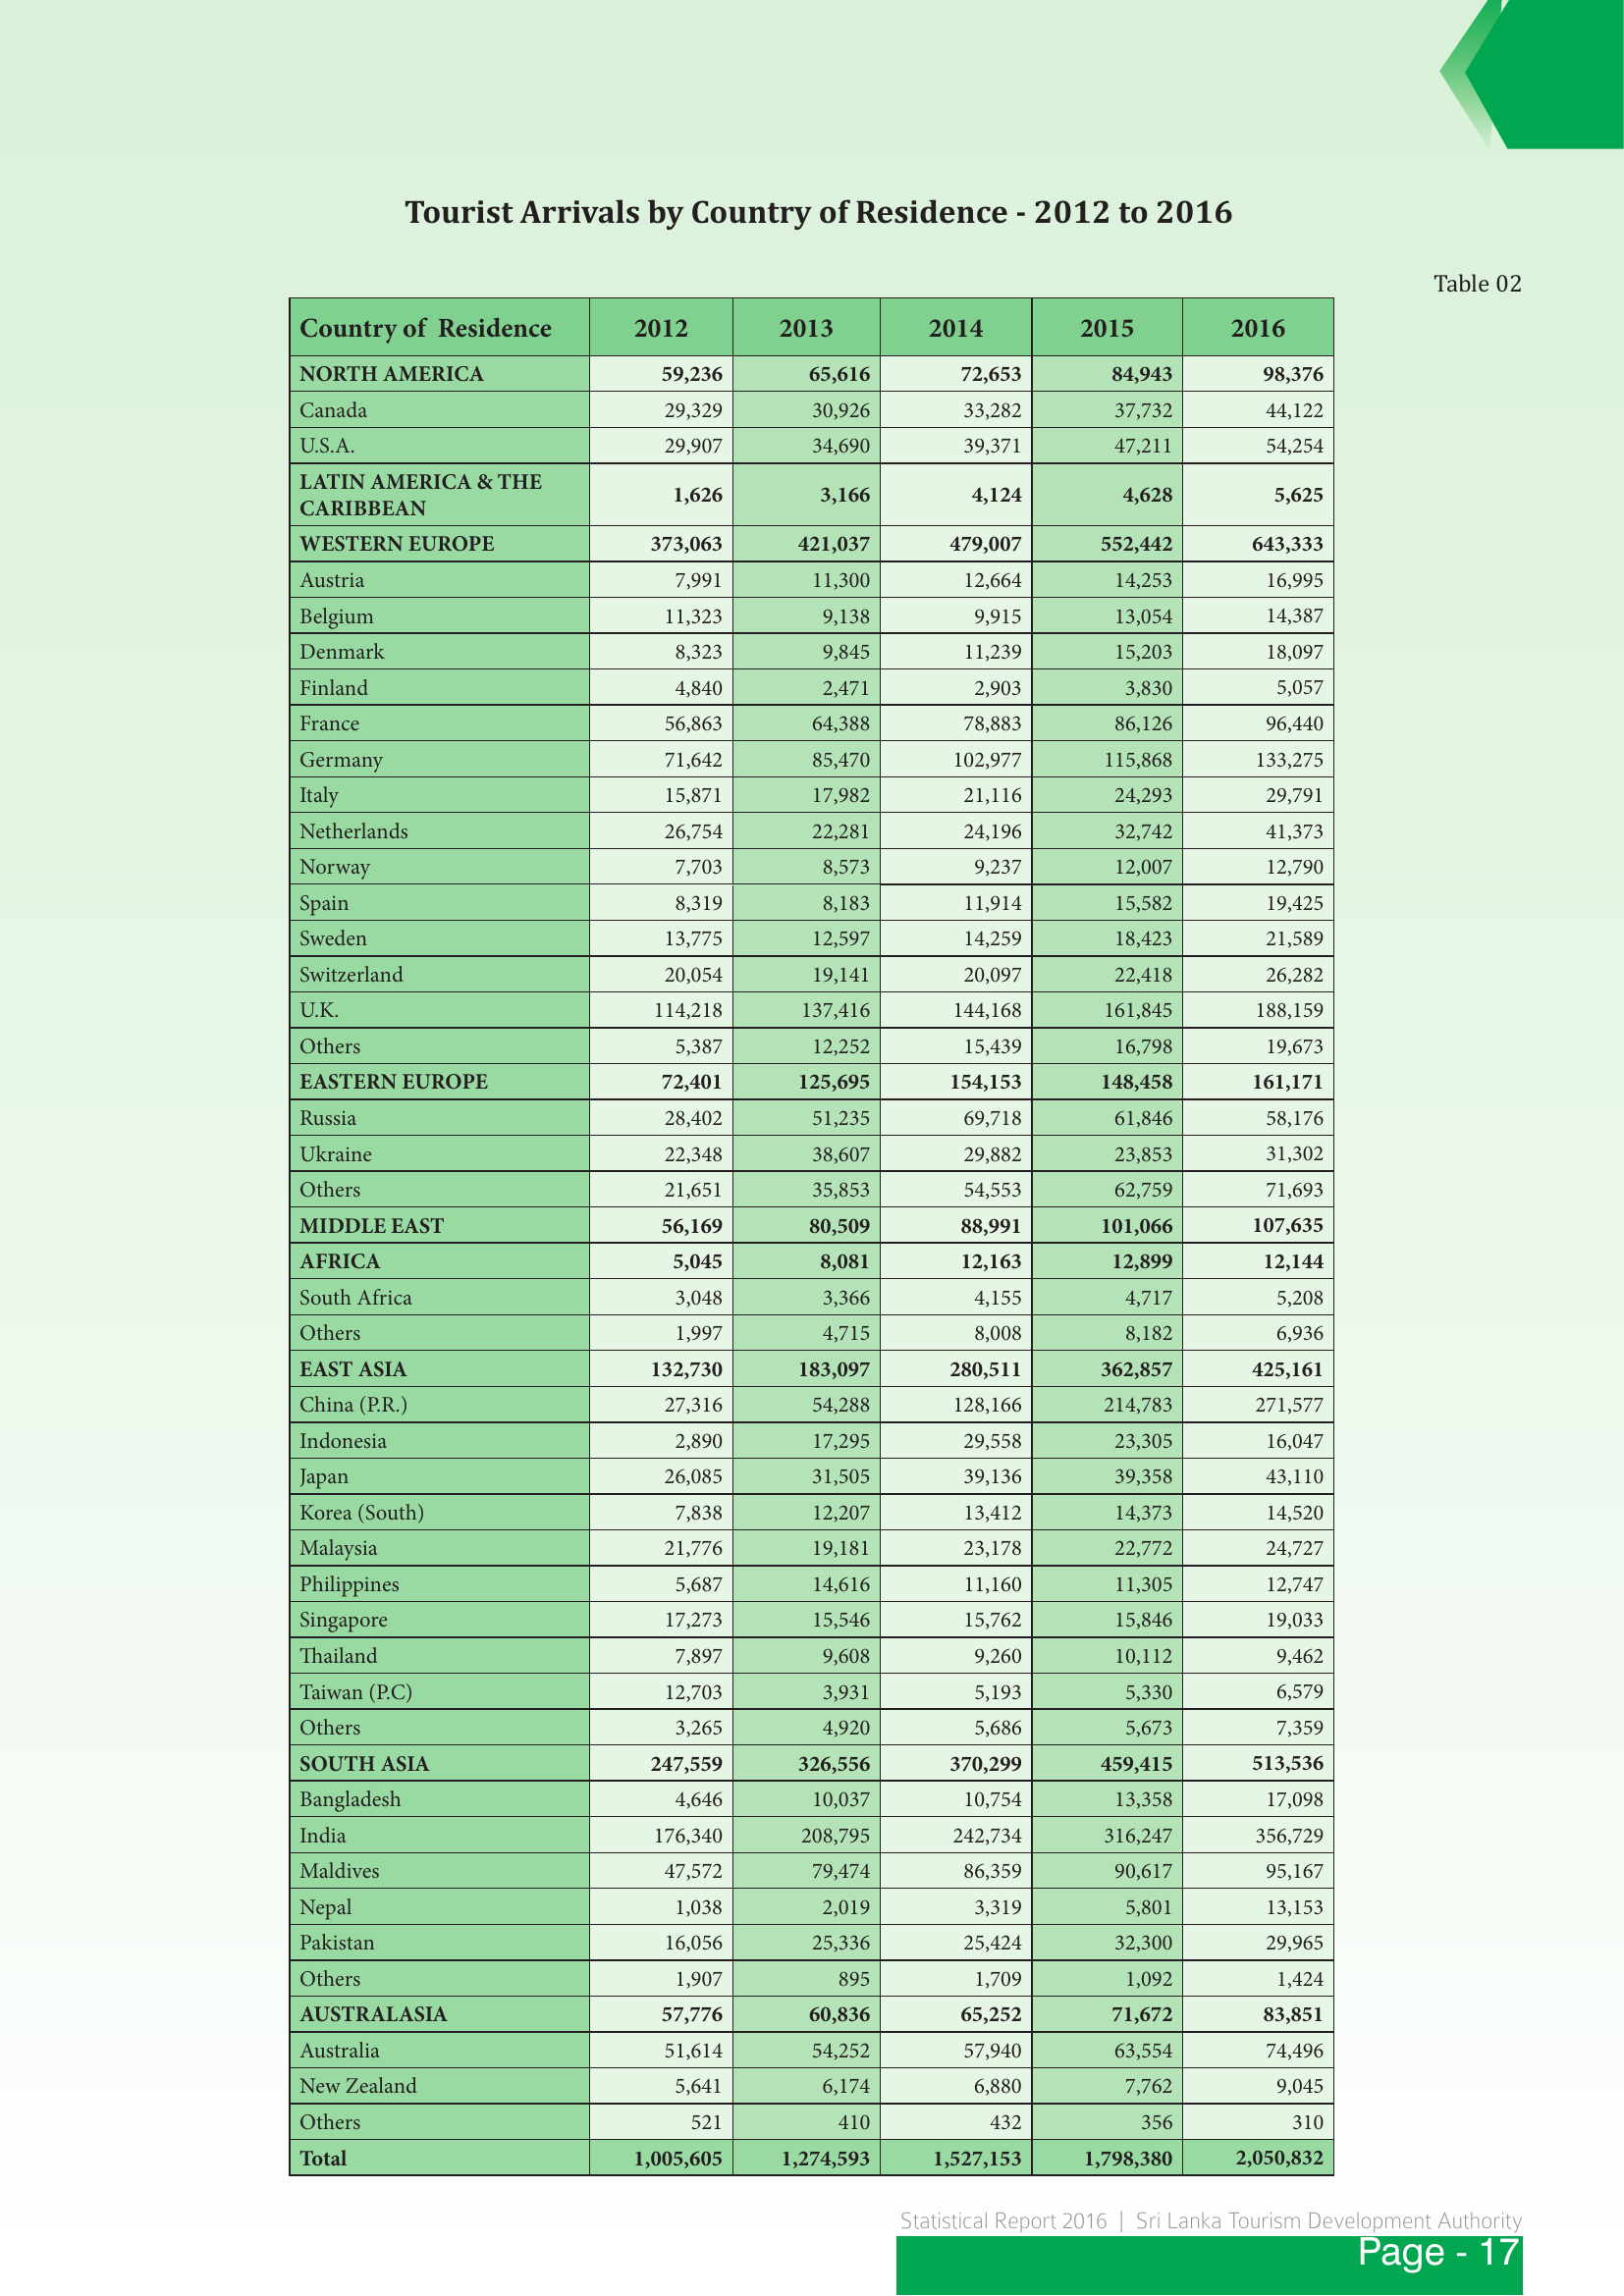 Tourist Arrivals by Country of Residence - 2012 to 2016
Table 02
Country of Residence 2012 2013 2014 2015 2016
NORTH AMERICA 59,236 65,616 72,653 84,943 98,376
Canada 29,329 30,926 33,282 37,732 44,122
U.S.A. 29,907 34,690 39,371 47,211 54,254
LATIN AMERICA & THE
CARIBBEAN 1,626 3,166 4,124 4,628 5,625
WESTERN EUROPE 373,063 421,037 479,007 552,442 643,333
Austria 7,991 11,300 12,664 14,253 16,995
Belgium 11,323 9,138 9,915 13,054 14,387
Denmark 8,323 9,845 11,239 15,203 18,097
Finland 4,840 2,471 2,903 3,830 5,057
France 56,863 64,388 78,883 86,126 96,440
Germany 71,642 85,470 102,977 115,868 133,275
Italy 15,871 17,982 21,116 24,293 29,791
Netherlands 26,754 22,281 24,196 32,742 41,373
Norway 7,703 8,573 9,237 12,007 12,790
Spain 8,319 8,183 11,914 15,582 19,425
Sweden 13,775 12,597 14,259 18,423 21,589
Switzerland 20,054 19,141 20,097 22,418 26,282
U.K. 114,218 137,416 144,168 161,845 188,159
Others 5,387 12,252 15,439 16,798 19,673
EASTERN EUROPE 72,401 125,695 154,153 148,458 161,171
Russia 28,402 51,235 69,718 61,846 58,176
Ukraine 22,348 38,607 29,882 23,853 31,302
Others 21,651 35,853 54,553 62,759 71,693
MIDDLE EAST 56,169 80,509 88,991 101,066 107,635
AFRICA 5,045 8,081 12,163 12,899 12,144
South Africa 3,048 3,366 4,155 4,717 5,208
Others 1,997 4,715 8,008 8,182 6,936
EAST ASIA 132,730 183,097 280,511 362,857 425,161
China (P.R.) 27,316 54,288 128,166 214,783 271,577
Indonesia 2,890 17,295 29,558 23,305 16,047
Japan 26,085 31,505 39,136 39,358 43,110
Korea (South) 7,838 12,207 13,412 14,373 14,520
Malaysia 21,776 19,181 23,178 22,772 24,727
Philippines 5,687 14,616 11,160 11,305 12,747
Singapore 17,273 15,546 15,762 15,846 19,033
Thailand 7,897 9,608 9,260 10,112 9,462
Taiwan (P.C) 12,703 3,931 5,193 5,330 6,579
Others 3,265 4,920 5,686 5,673 7,359
SOUTH ASIA 247,559 326,556 370,299 459,415 513,536
Bangladesh 4,646 10,037 10,754 13,358 17,098
India 176,340 208,795 242,734 316,247 356,729
Maldives 47,572 79,474 86,359 90,617 95,167
Nepal 1,038 2,019 3,319 5,801 13,153
Pakistan 16,056 25,336 25,424 32,300 29,965
Others 1,907 895 1,709 1,092 1,424
AUSTRALASIA 57,776 60,836 65,252 71,672 83,851
Australia 51,614 54,252 57,940 63,554 74,496
New Zealand 5,641 6,174 6,880 7,762 9,045
Others 521 410 432 356 310
Total 1,005,605 1,274,593 1,527,153 1,798,380 2,050,832
Statistical Report 2016 | Sri Lanka Tourism Development Authority
Page - 17